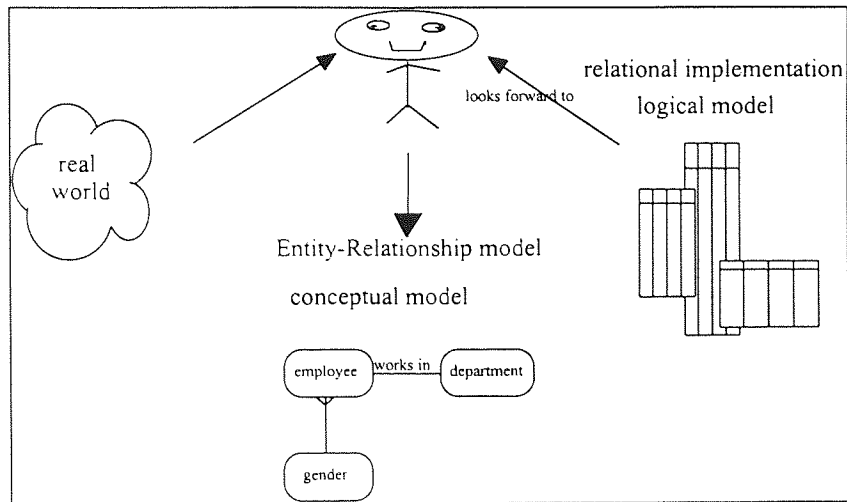 relational implementation
looks forward to
logical model
real
world
Entity-Relationship model
conceptual model
employee
works in
department
gender